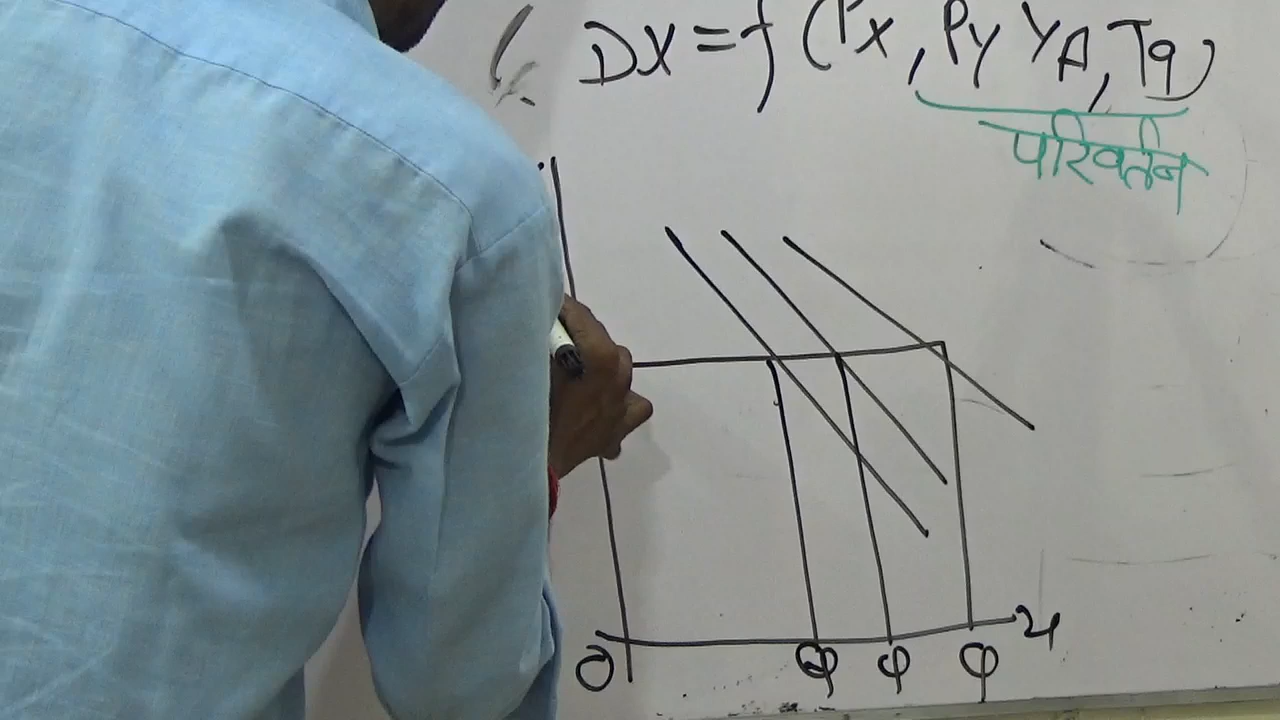 DX = f (Px, Py YA, Tq)
परिवर्तन
O φ φ φ